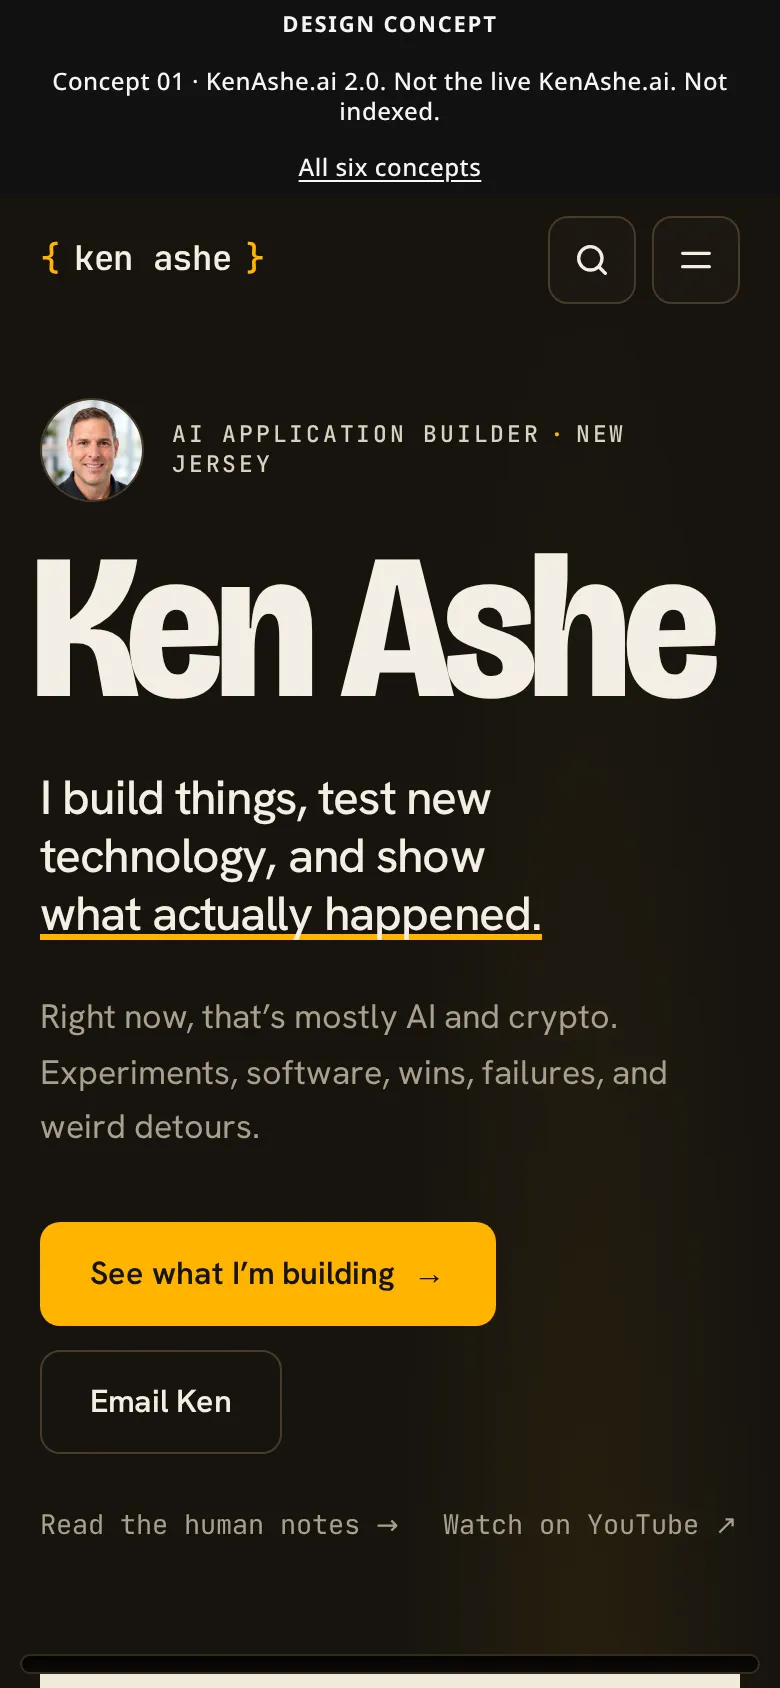 DESIGN CONCEPT
Concept 01 · KenAshe.ai 2.0. Not the live KenAshe.ai. Not
indexed.
All six concepts
{ ken ashe }
AI APPLICATION BUILDER · NEW
JERSEY
Ken Ashe
I build things, test new
technology, and show
what actually happened.
Right now, that’s mostly AI and crypto.
Experiments, software, wins, failures, and
weird detours.
See what I’m building →
Email Ken
Read the human notes → Watch on YouTube ↗